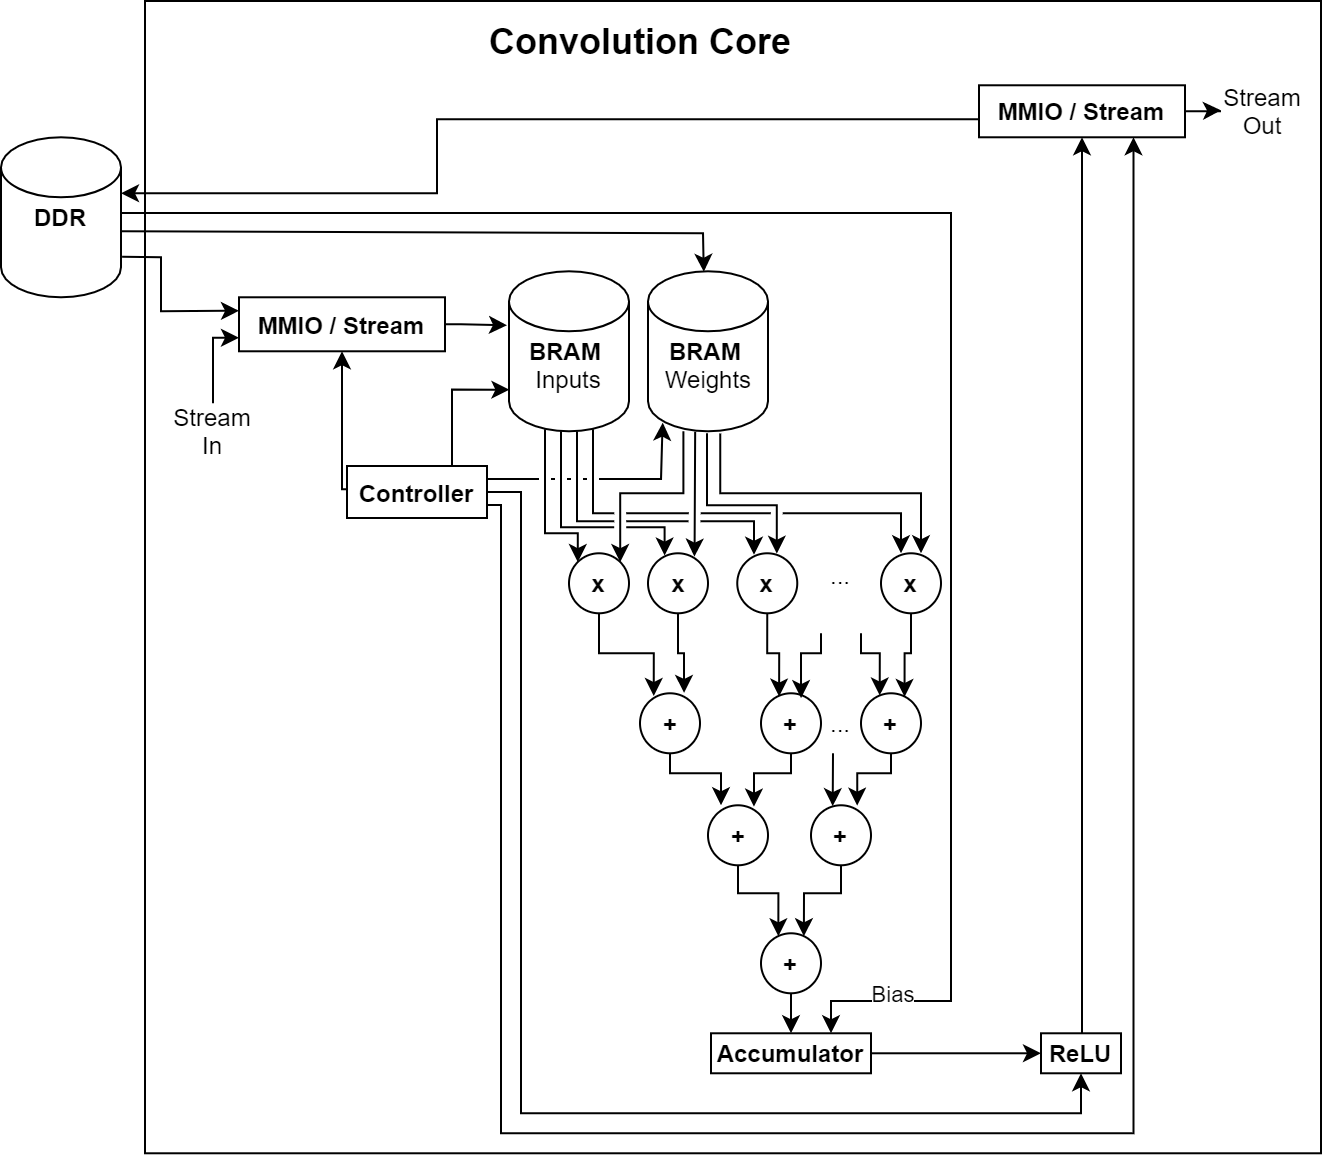 Convolution Core
MMIO / Stream
Stream
Out
DDR
MMIO / Stream
BRAM
Inputs
BRAM
Weights
Stream
In
Controller
x
x
x
...
x
+
+
...
+
+
+
+
Bias
Accumulator
ReLU